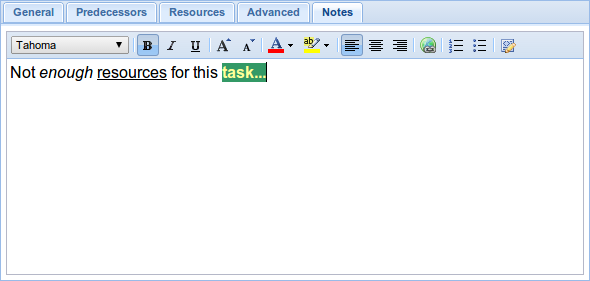 General Predecessors Resources Advanced Notes
Tahoma B I U A A A ab
Not enough resources for this task...